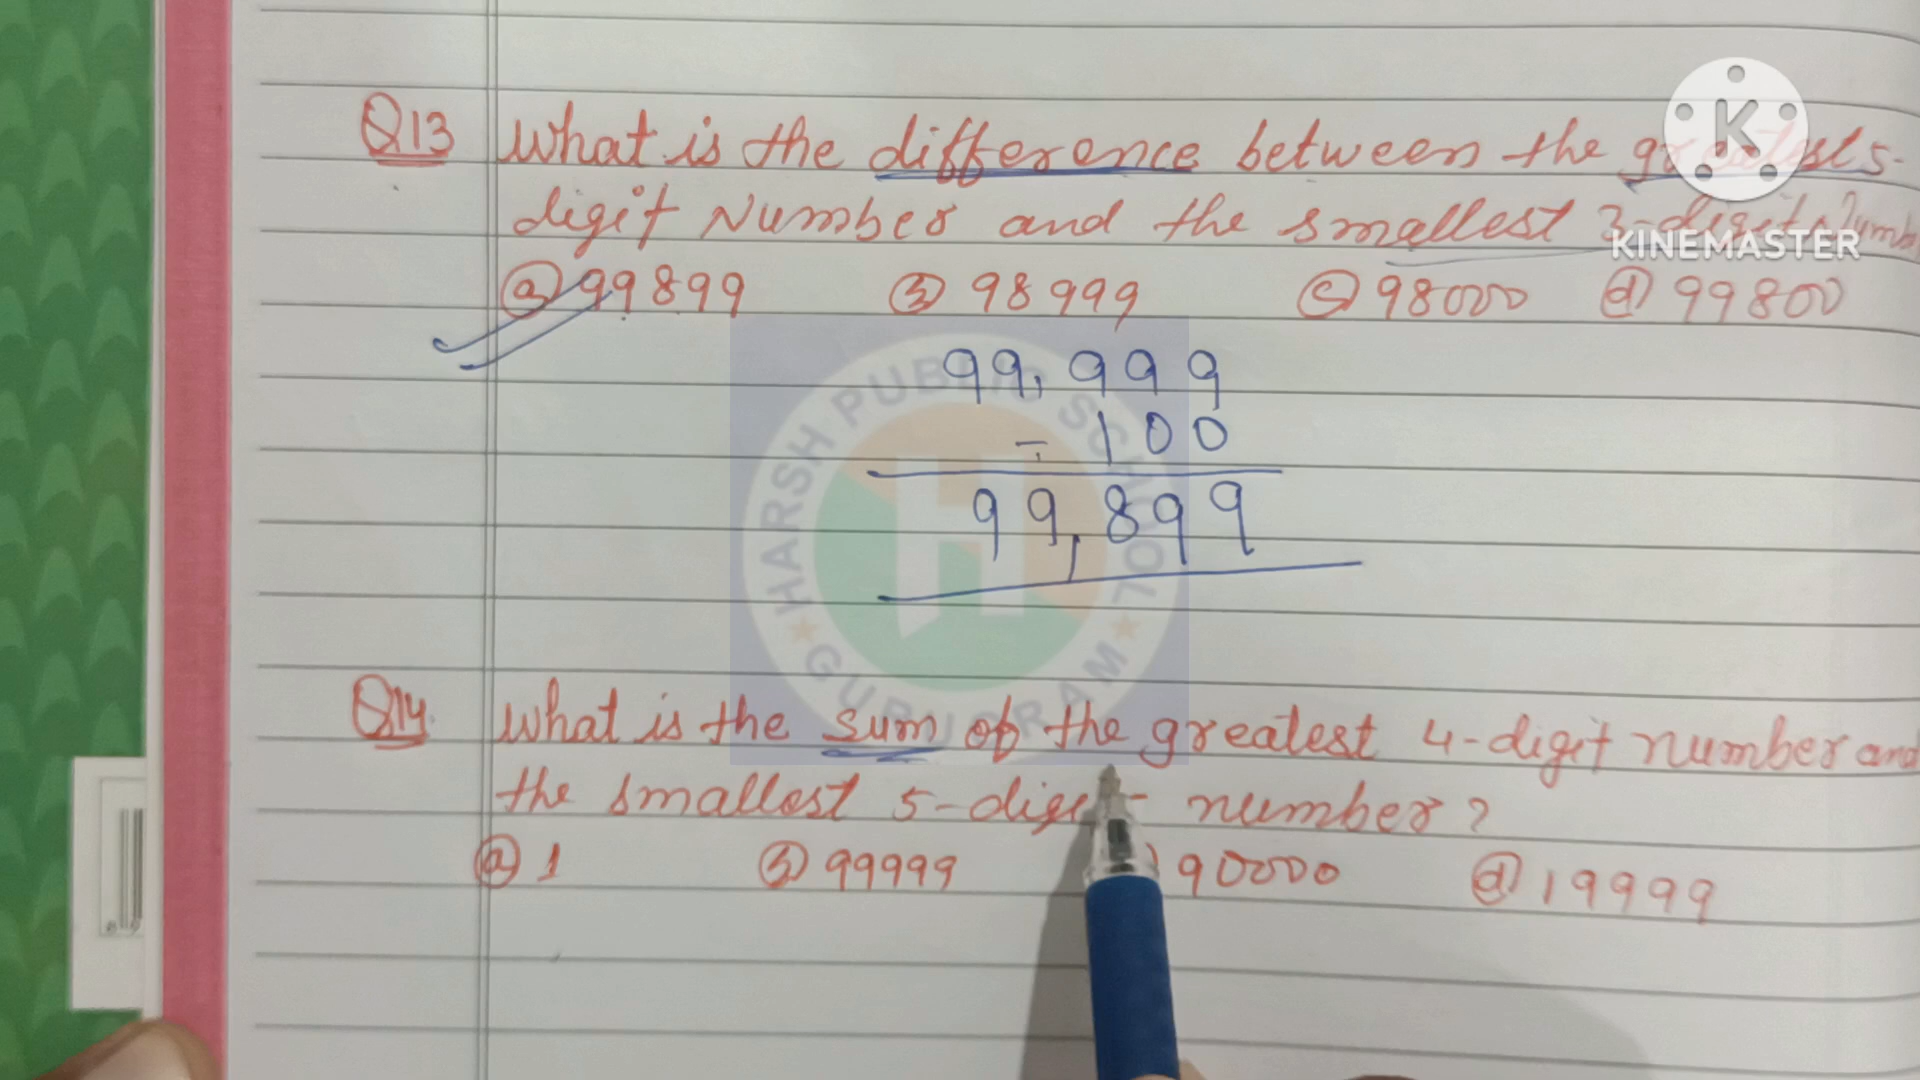 Q13 What is the difference between the greatest 5-
digit Number and the smallest 3-digit Numb
KINEMASTER
(a) 99899 (b) 98999 (c) 98000 (d) 99800
99,999
- 100
99,899
HARSH PUBLIC SCHOOL
GURUGRAM
Q14. What is the sum of the greatest 4-digit number and
the smallest 5-digit number?
(a) 1 (b) 99999 90000 (d) 19999